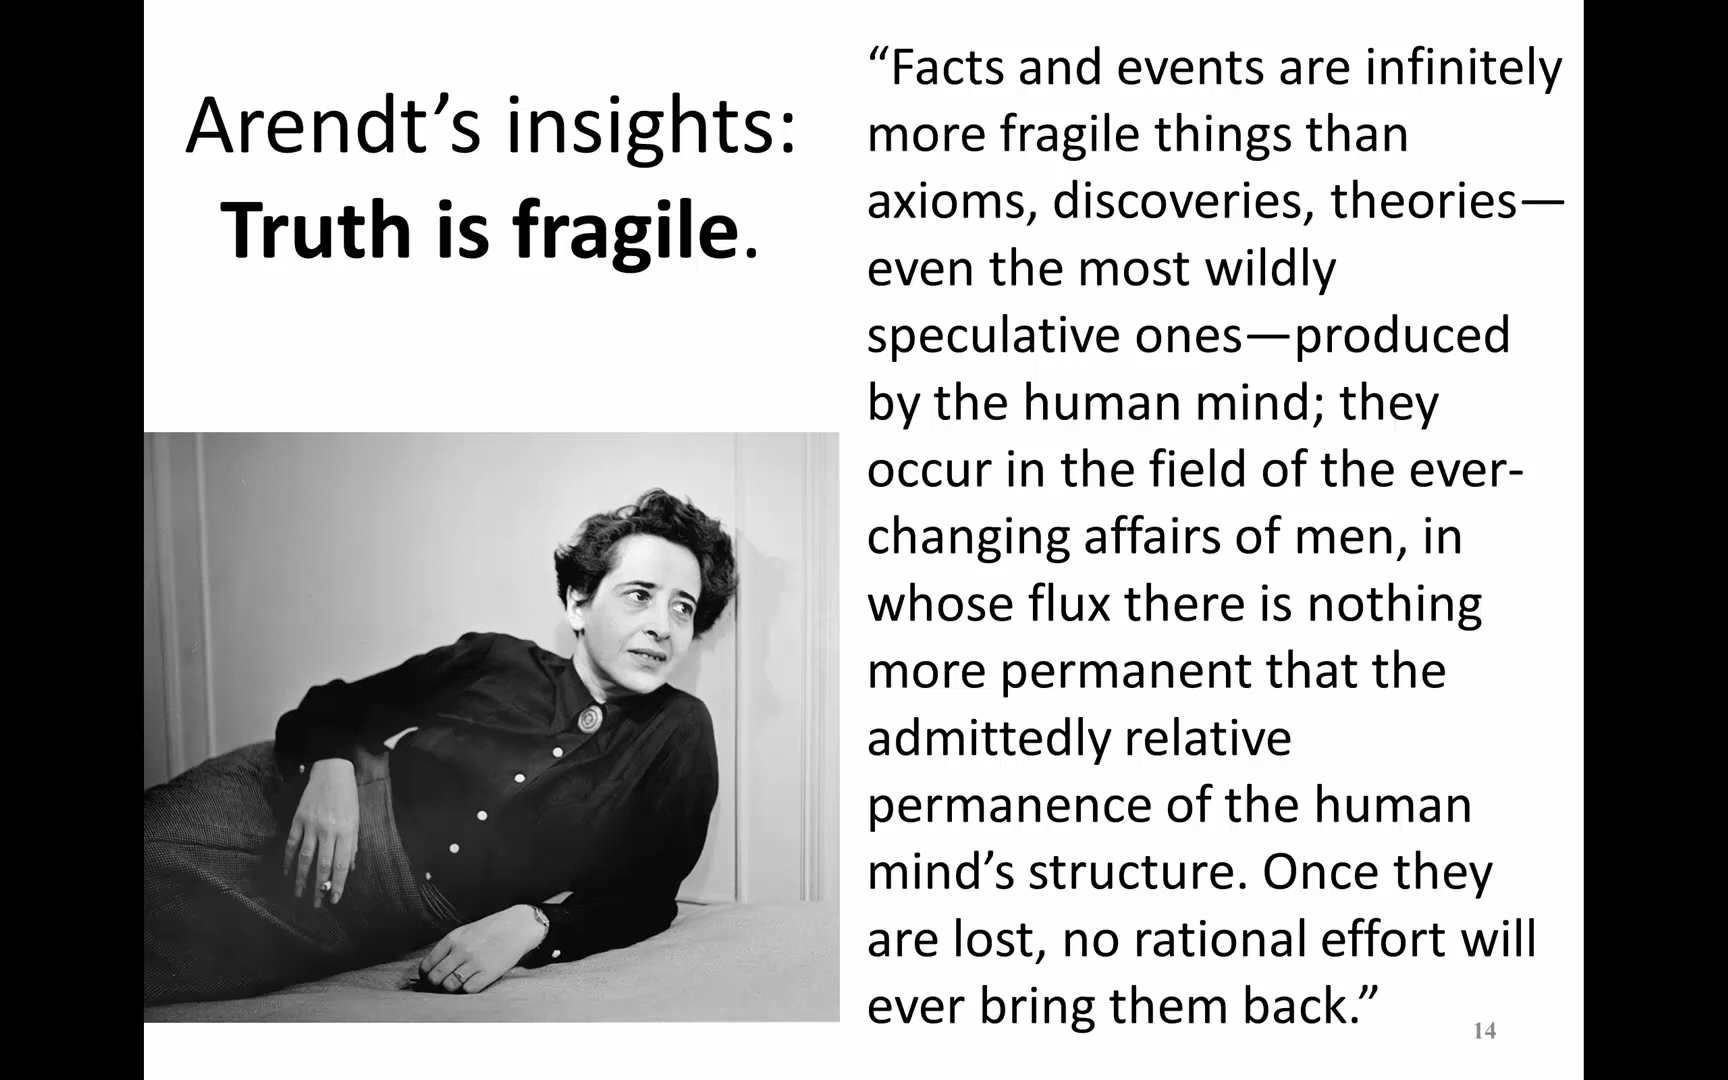 Arendt’s insights:
Truth is fragile.
“Facts and events are infinitely
more fragile things than
axioms, discoveries, theories—
even the most wildly
speculative ones—produced
by the human mind; they
occur in the field of the ever-
changing affairs of men, in
whose flux there is nothing
more permanent that the
admittedly relative
permanence of the human
mind’s structure. Once they
are lost, no rational effort will
ever bring them back.”
14